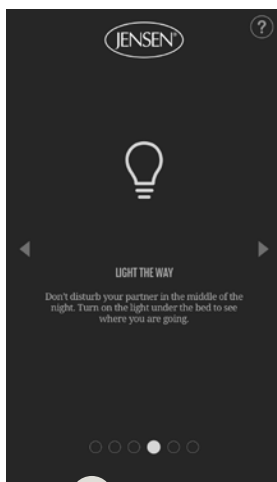 JENSEN®
?
LIGHT THE WAY
Don't disturb your partner in the middle of the
night. Turn on the light under the bed to see
where you are going.